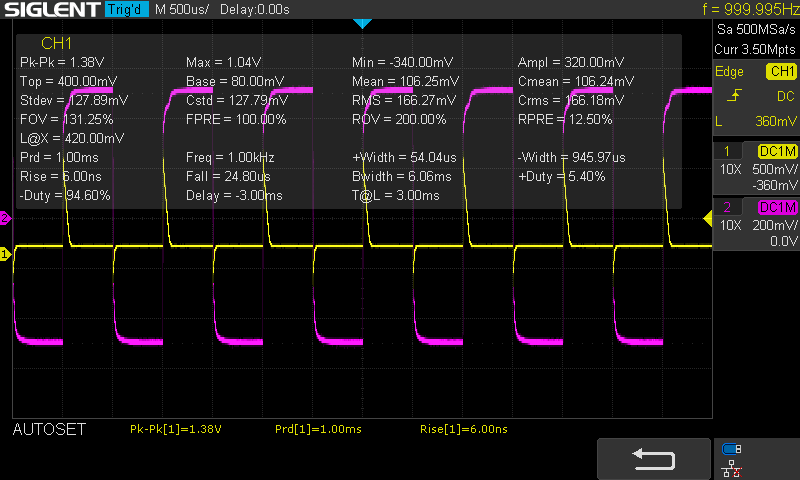 SIGLENT Trig'd M 500us/ Delay:0.00s f = 999.995Hz
Sa 500MSa/s
Curr 3.50Mpts
CH1
Pk-Pk = 1.38V Max = 1.04V Min = -340.00mV Ampl = 320.00mV
Top = 400.00mV Base = 80.00mV Mean = 106.25mV Cmean = 106.24mV
Stdev = 127.89mV Cstd = 127.79mV RMS = 166.27mV Crms = 166.18mV
FOV = 131.25% FPRE = 100.00% ROV = 200.00% RPRE = 12.50%
L@X = 420.00mV
Prd = 1.00ms Freq = 1.00kHz +Width = 54.04us -Width = 945.97us
Rise = 6.00ns Fall = 24.80us Bwidth = 6.06ms +Duty = 5.40%
-Duty = 94.60% Delay = -3.00ms T@L = 3.00ms
Edge CH1
DC
L 360mV
1 DC1M
10X 500mV/
-360mV
2 DC1M
10X 200mV/
0.0V
2
1
AUTOSET Pk-Pk[1]=1.38V Prd[1]=1.00ms Rise[1]=6.00ns